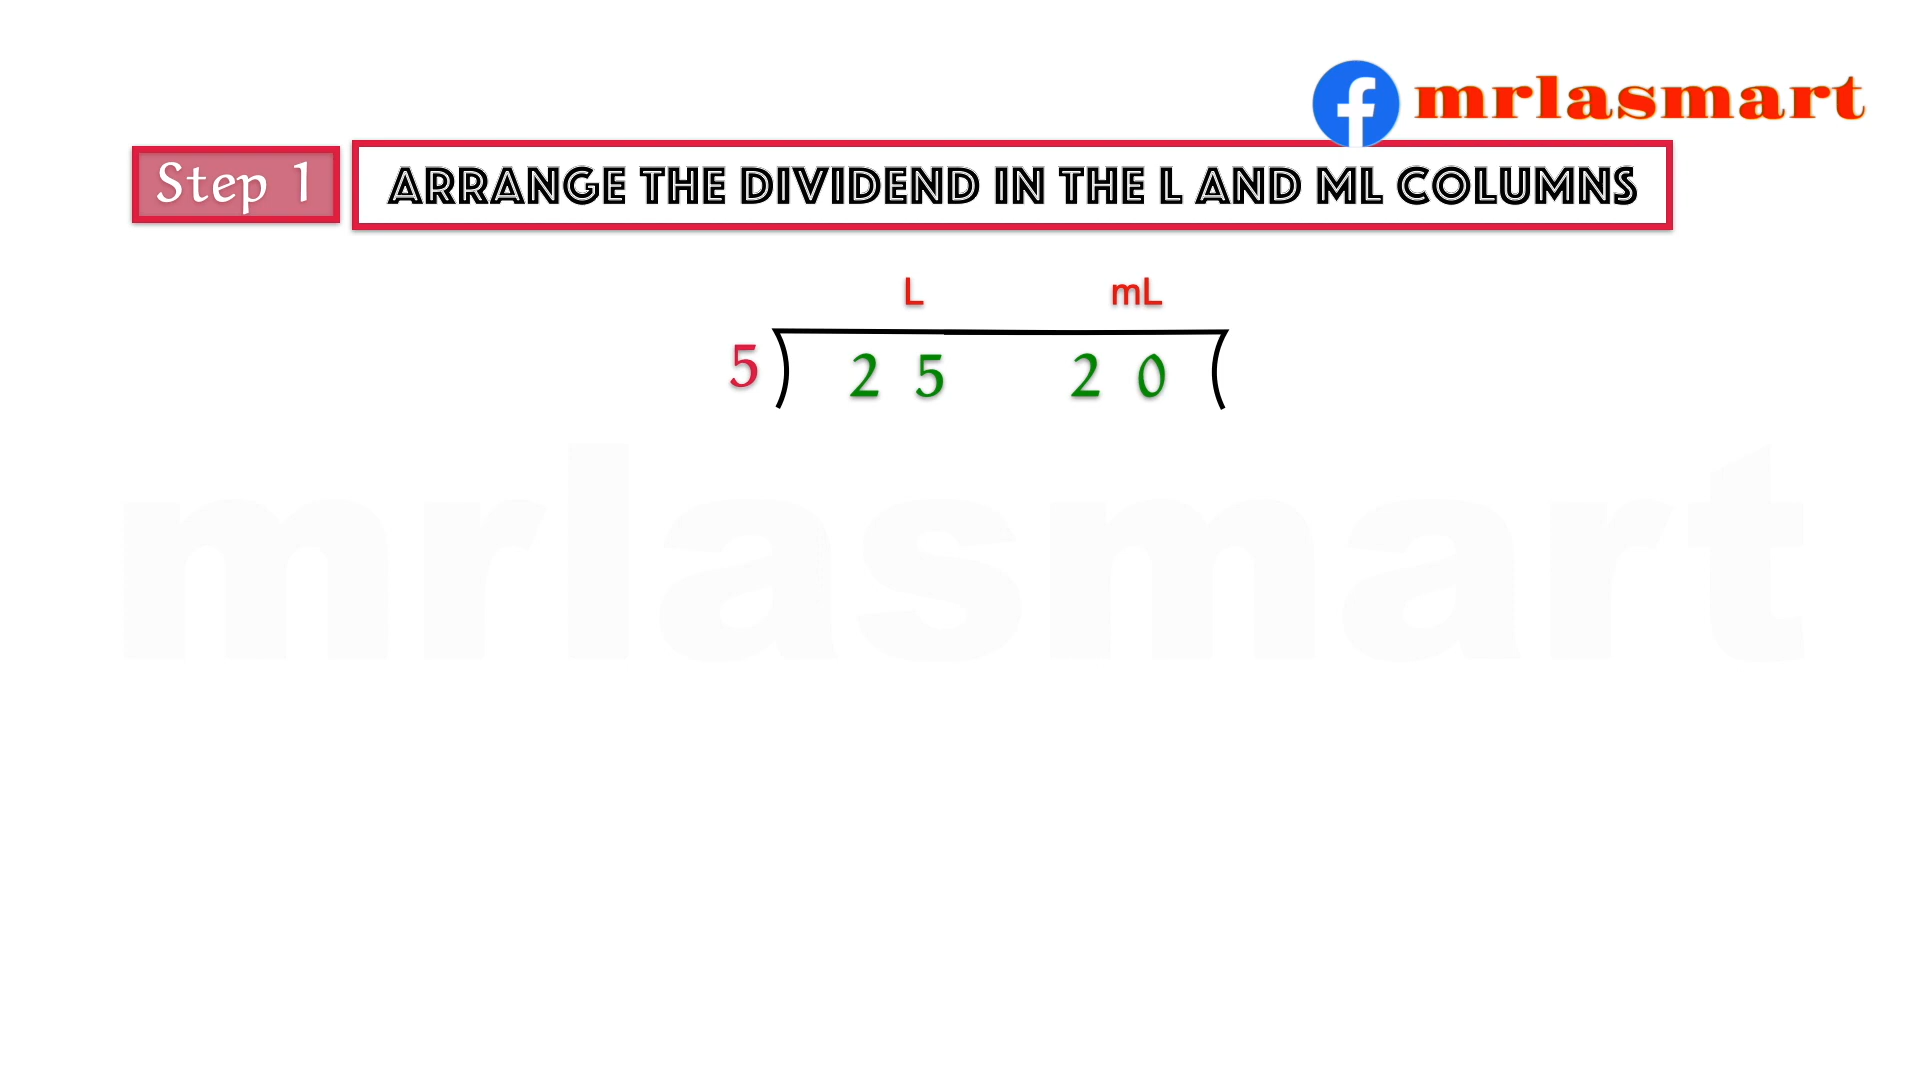 mrlasmart
Step 1 ARRANGE THE DIVIDEND IN THE L AND ML COLUMNS
L mL
5 2 5 2 0
mrlasmart